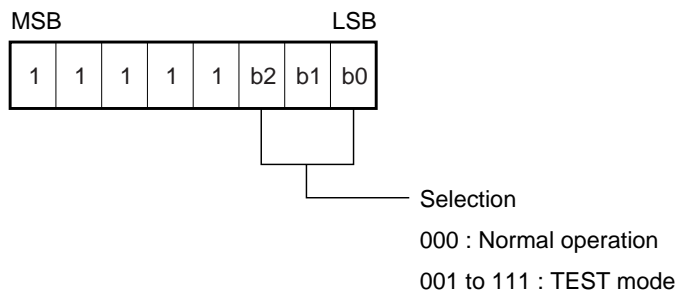 MSB LSB
1 1 1 1 1 b2 b1 b0
Selection
000 : Normal operation
001 to 111 : TEST mode